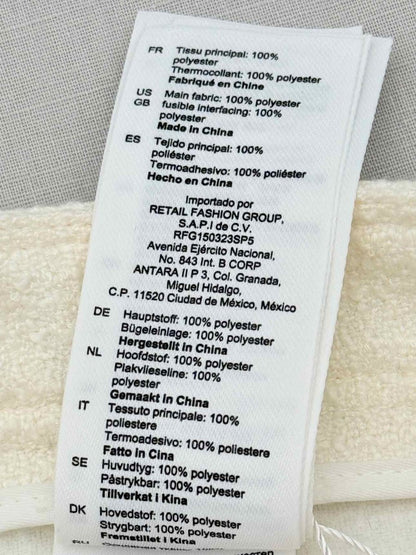 FR Tissu principal: 100%
polyester
Thermocollant: 100% polyester
Fabriqué en Chine
US Main fabric: 100% polyester
GB fusible interfacing: 100%
polyester
Made in China
ES Tejido principal: 100%
poliéster
Termoadhesivo: 100% poliéster
Hecho en China
Importado por
RETAIL FASHION GROUP,
S.A.P.I de C.V.
RFG150323SP5
Avenida Ejército Nacional,
No. 843 Int. B CORP
ANTARA II P 3, Col. Granada,
Miguel Hidalgo,
C.P. 11520 Ciudad de México, México
DE Hauptstoff: 100% polyester
Bügeleinlage: 100% polyester
Hergestellt in China
NL Hoofdstof: 100% polyester
Plakvlieseline: 100%
polyester
Gemaakt in China
IT Tessuto principale: 100%
poliestere
Termoadesivo: 100% poliestere
Fatto in Cina
SE Huvudtyg: 100% polyester
Påstrykbar: 100% polyester
Tillverkat i Kina
DK Hovedstof: 100% polyester
Strygbart: 100% polyester
Fremstillet i Kina